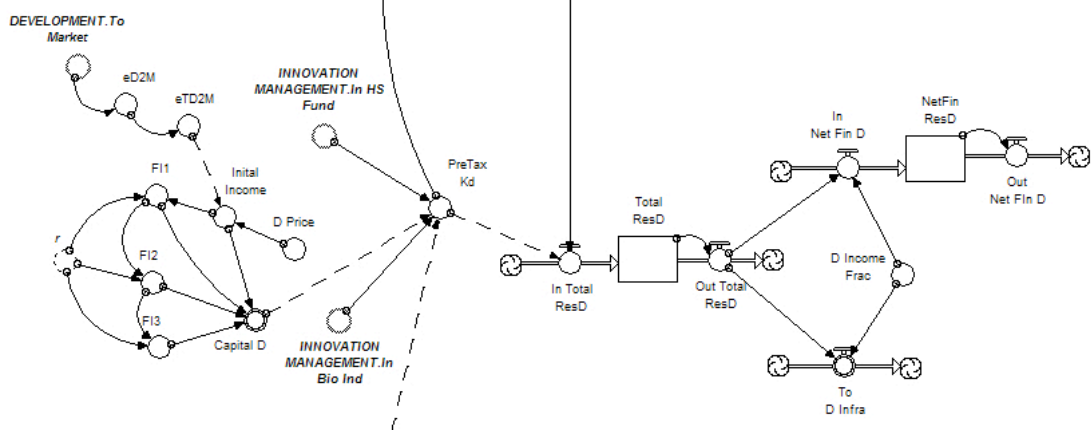 DEVELOPMENT.To
Market
eD2M
eTD2M
INNOVATION
MANAGEMENT.In HS
Fund
FI1
Inital
Income
D Price
r
FI2
FI3
Capital D
PreTax
Kd
INNOVATION
MANAGEMENT.In
Bio Ind
In Total
ResD
Total
ResD
Out Total
ResD
In
Net Fin D
NetFin
ResD
Out
Net FIn D
D Income
Frac
To
D Infra